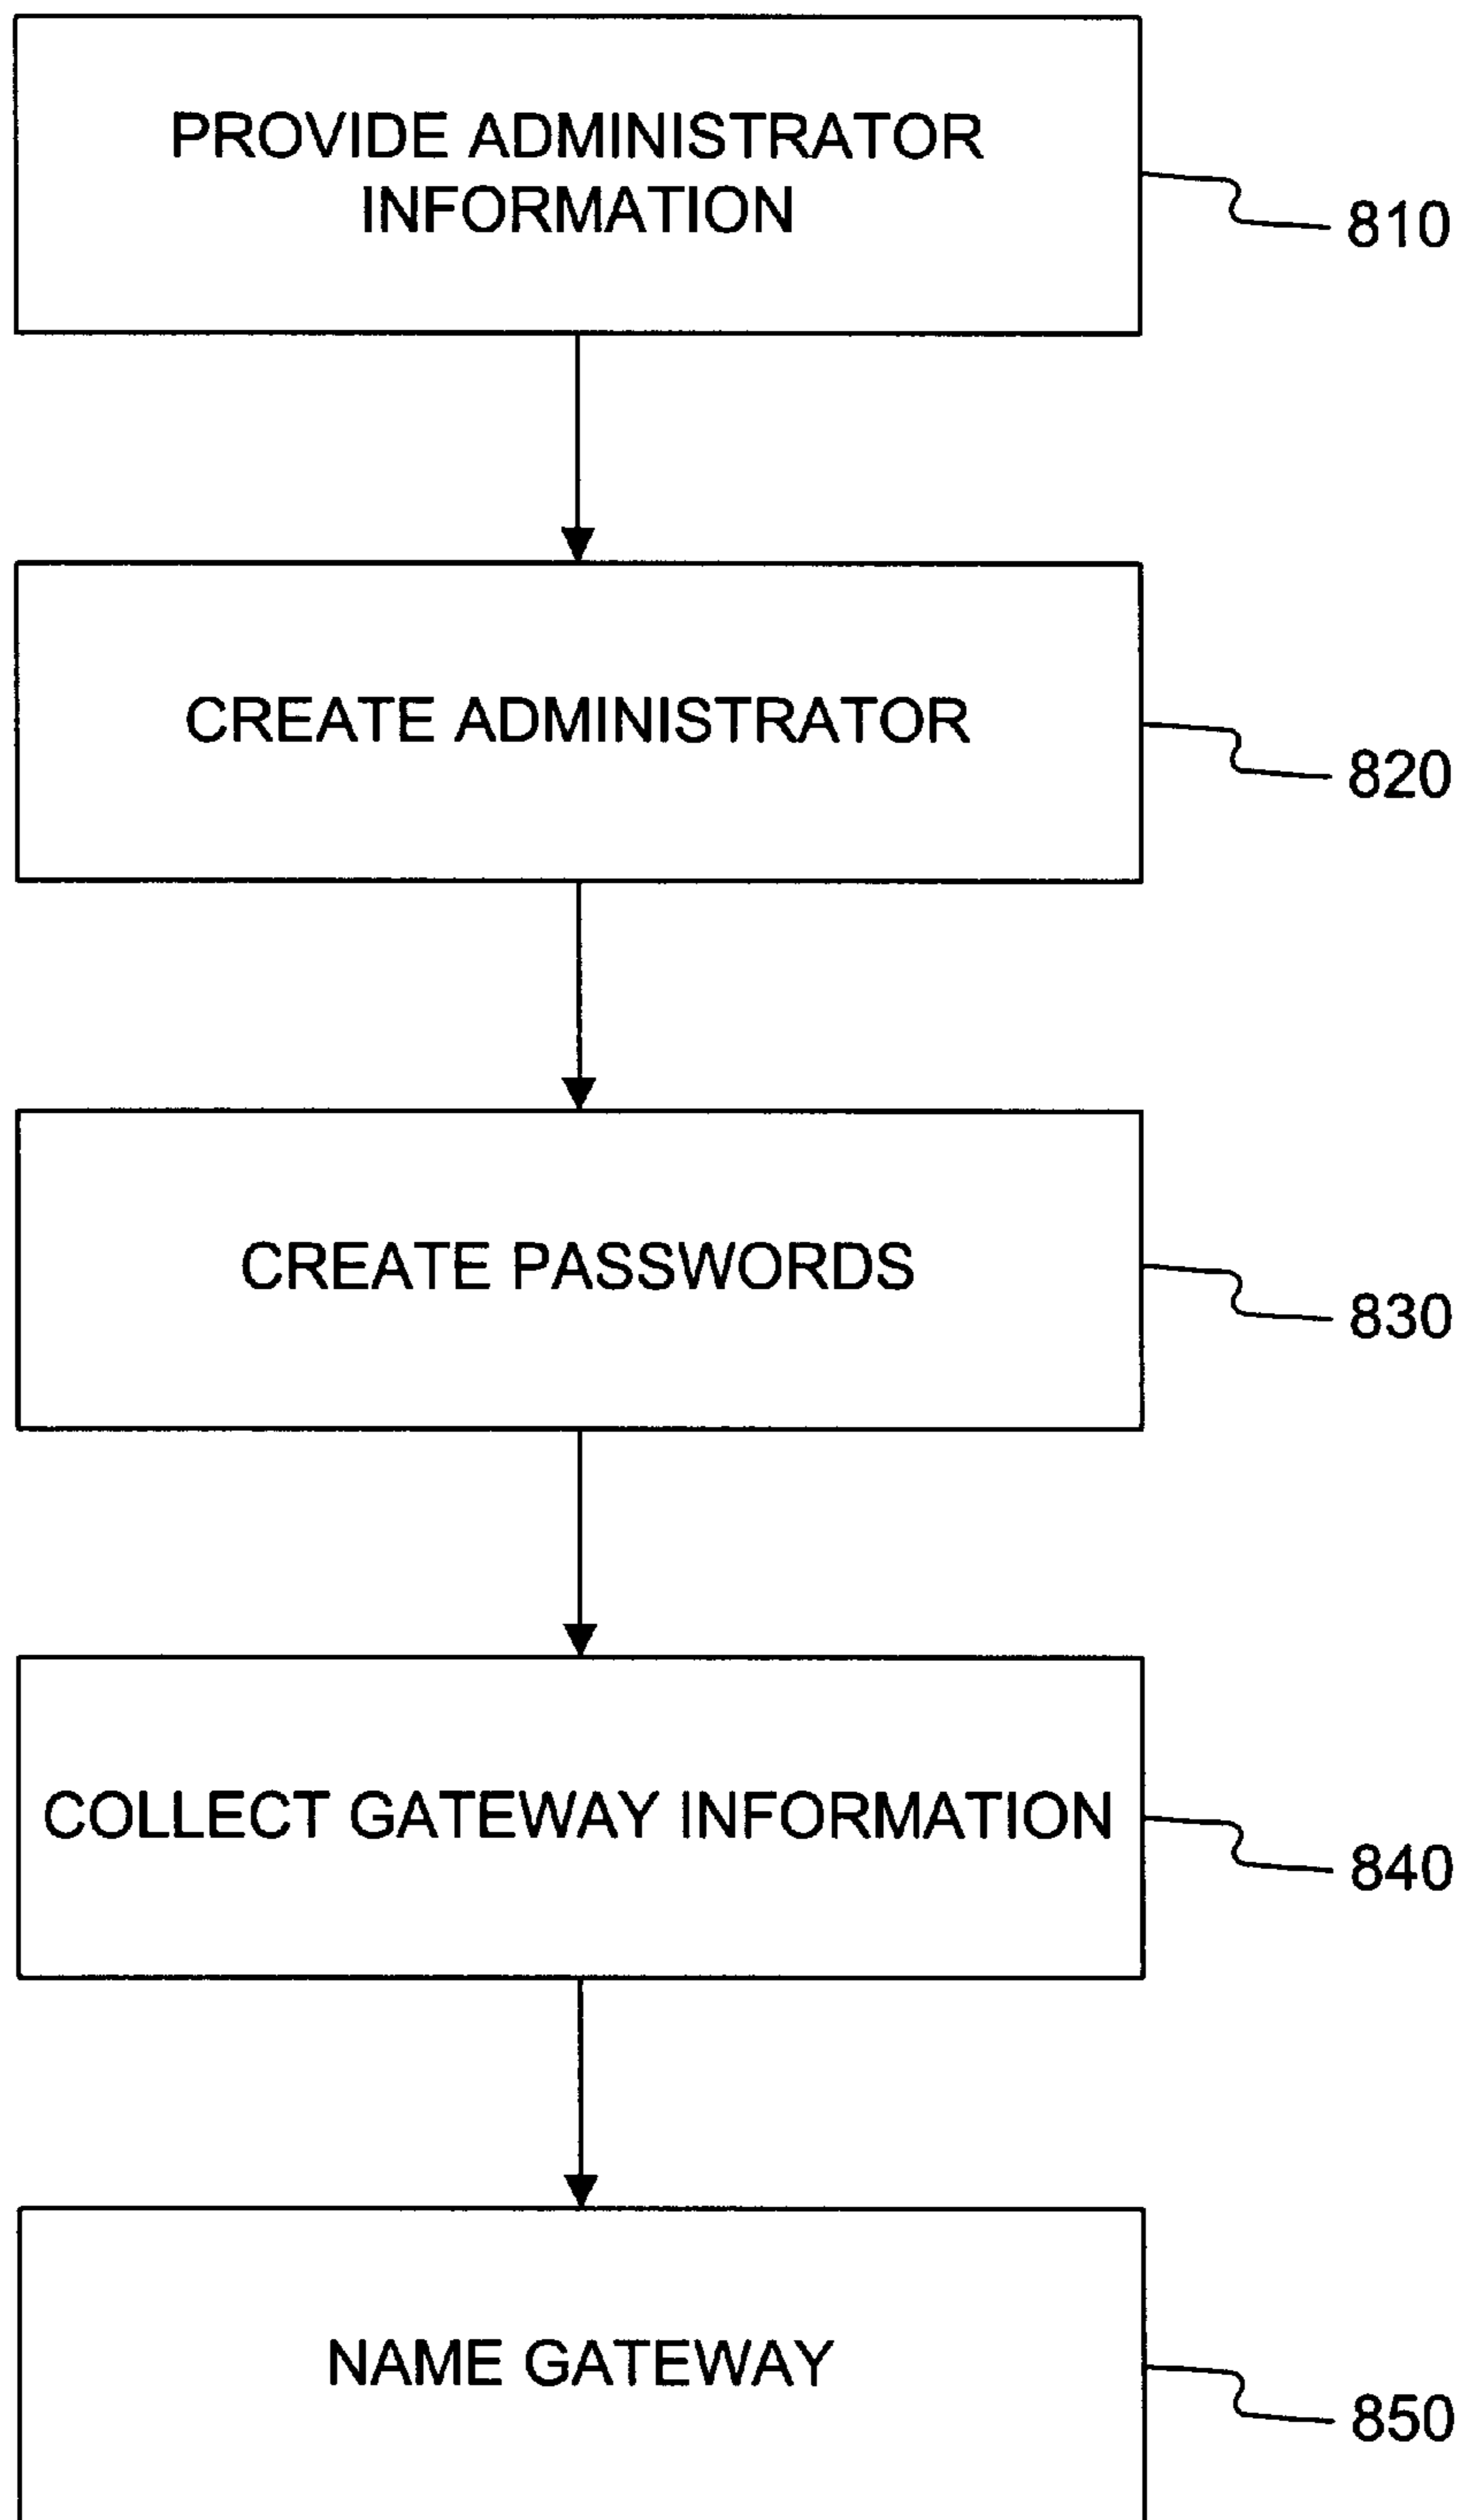 PROVIDE ADMINISTRATOR
INFORMATION
810
CREATE ADMINISTRATOR
820
CREATE PASSWORDS
830
COLLECT GATEWAY INFORMATION
840
NAME GATEWAY
850